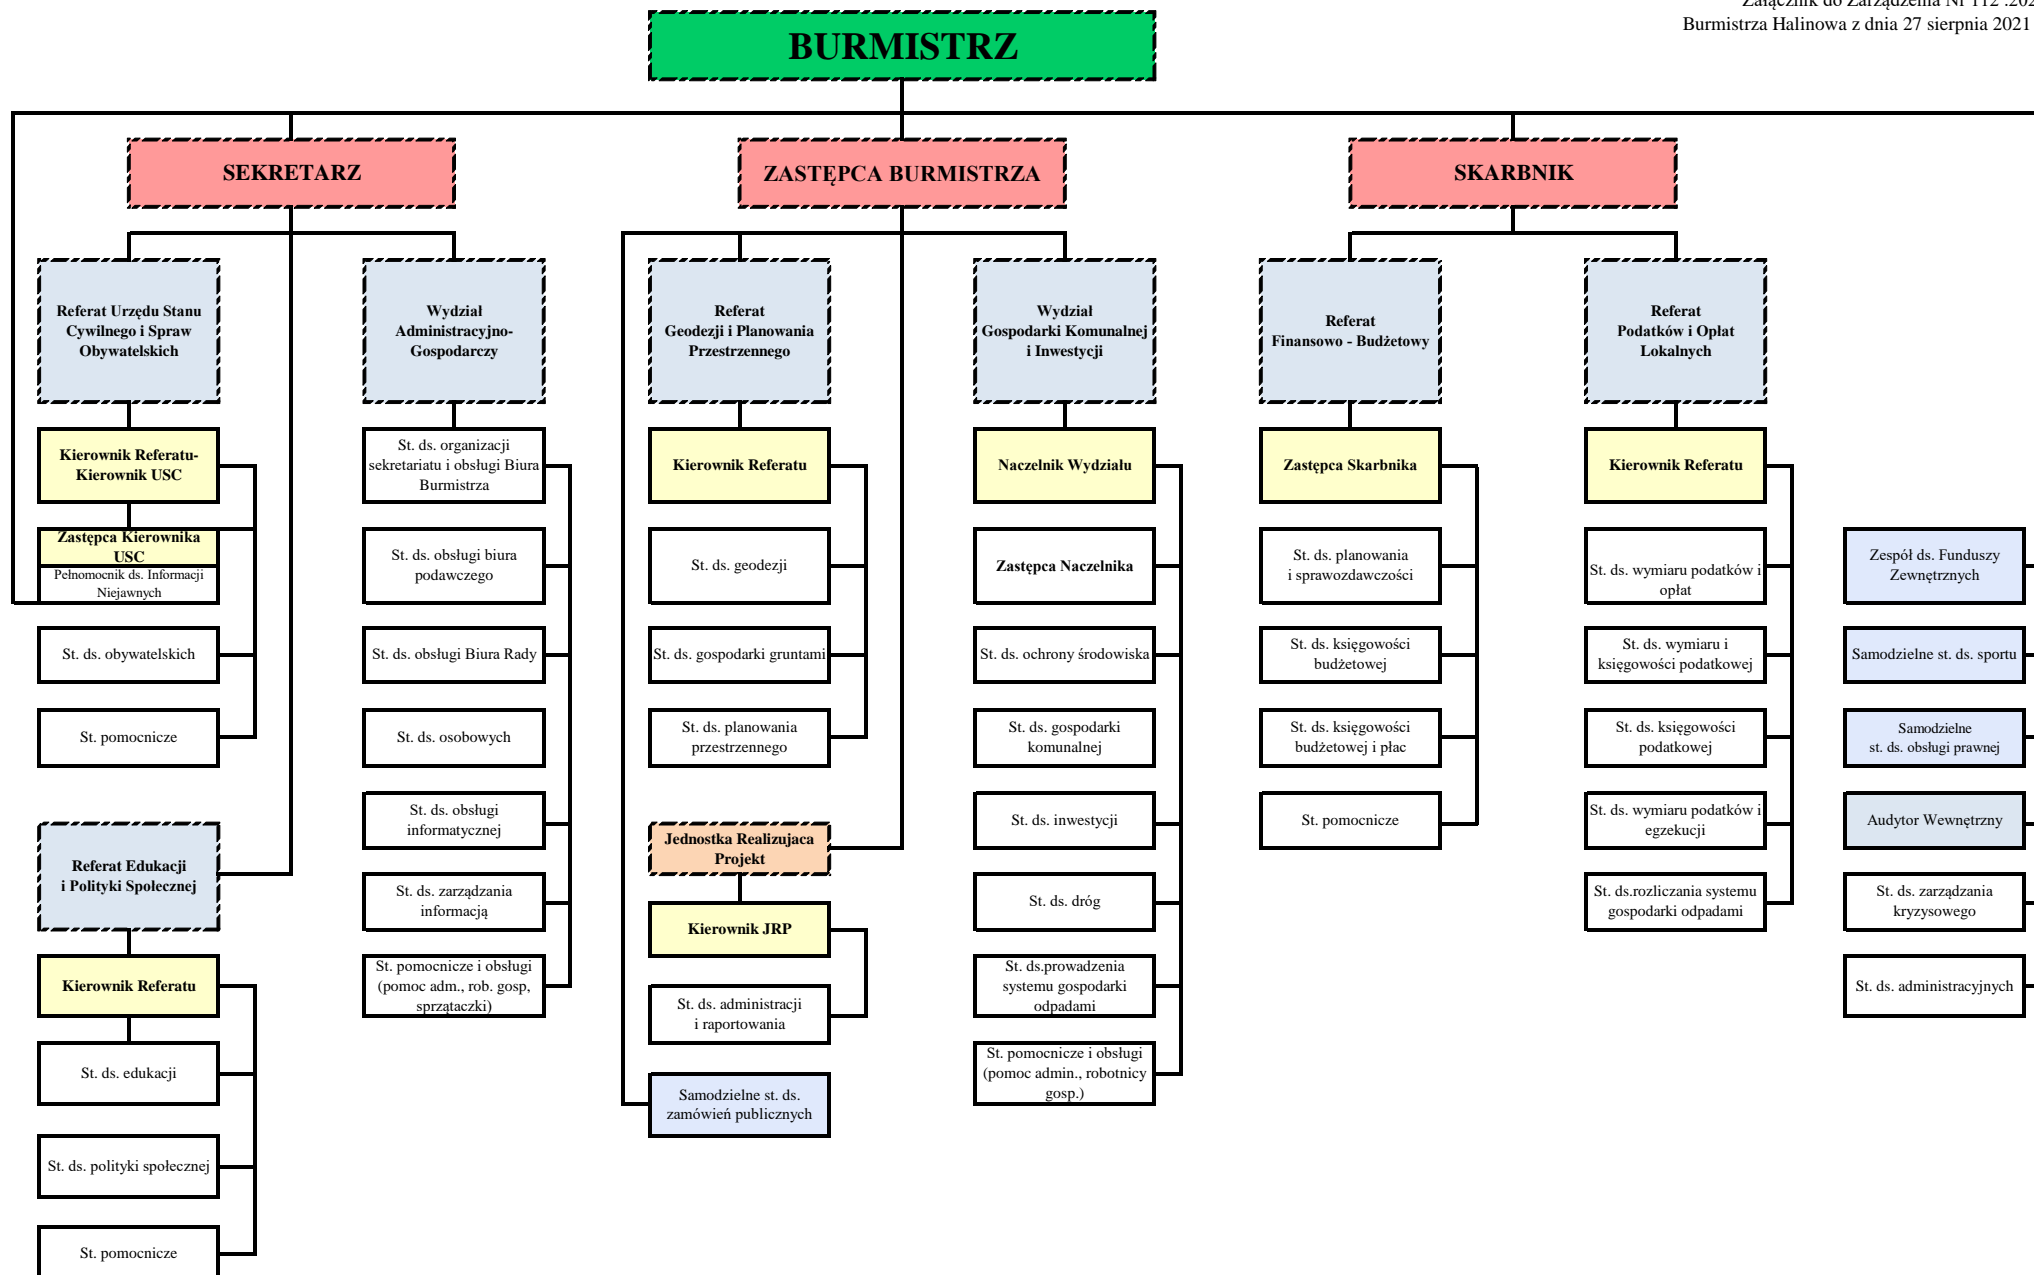 Załącznik do Zarządzenia Nr 112 .202
Burmistrza Halinowa z dnia 27 sierpnia 2021
BURMISTRZ
SEKRETARZ
ZASTĘPCA BURMISTRZA
SKARBNIK
Referat Urzędu Stanu
Cywilnego i Spraw
Obywatelskich
Wydział
Administracyjno-
Gospodarczy
Referat
Geodezji i Planowania
Przestrzennego
Wydział
Gospodarki Komunalnej
i Inwestycji
Referat
Finansowo - Budżetowy
Referat
Podatków i Opłat
Lokalnych
Kierownik Referatu-
Kierownik USC
St. ds. organizacji
sekretariatu i obsługi Biura
Burmistrza
Kierownik Referatu
Naczelnik Wydziału
Zastępca Skarbnika
Kierownik Referatu
Zastępca Kierownika
USC
Pełnomocnik ds. Informacji
Niejawnych
St. ds. obsługi biura
podawczego
St. ds. geodezji
Zastępca Naczelnika
St. ds. planowania
i sprawozdawczości
St. ds. wymiaru podatków i
opłat
Zespół ds. Funduszy
Zewnętrznych
St. ds. obywatelskich
St. ds. obsługi Biura Rady
St. ds. gospodarki gruntami
St. ds. ochrony środowiska
St. ds. księgowości
budżetowej
St. ds. wymiaru i
księgowości podatkowej
Samodzielne st. ds. sportu
St. pomocnicze
St. ds. osobowych
St. ds. planowania
przestrzennego
St. ds. gospodarki
komunalnej
St. ds. księgowości
budżetowej i płac
St. ds. księgowości
podatkowej
Samodzielne
st. ds. obsługi prawnej
St. ds. obsługi
informatycznej
St. ds. inwestycji
St. pomocnicze
St. ds. wymiaru podatków i
egzekucji
Audytor Wewnętrzny
Referat Edukacji
i Polityki Społecznej
Jednostka Realizujaca
Projekt
St. ds. zarządzania
informacją
St. ds. dróg
St. ds.rozliczania systemu
gospodarki odpadami
St. ds. zarządzania
kryzysowego
Kierownik JRP
Kierownik Referatu
St. pomocnicze i obsługi
(pomoc adm., rob. gosp,
sprzątaczki)
St. ds. administracji
i raportowania
St. ds.prowadzenia
systemu gospodarki
odpadami
St. ds. administracyjnych
St. ds. edukacji
Samodzielne st. ds.
zamówień publicznych
St. pomocnicze i obsługi
(pomoc admin., robotnicy
gosp.)
St. ds. polityki społecznej
St. pomocnicze